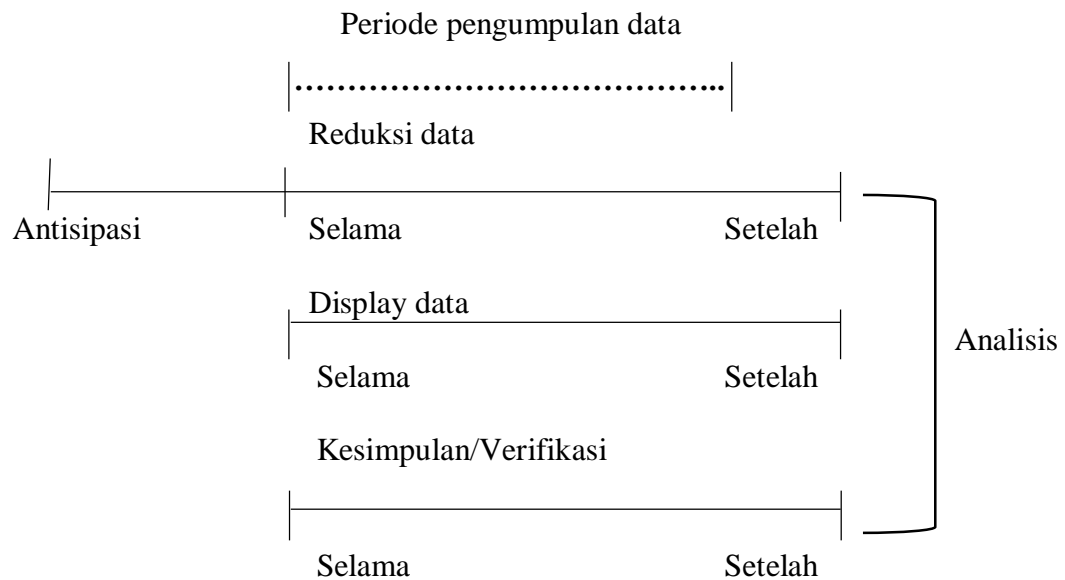 Periode pengumpulan data
Reduksi data
Antisipasi Selama Setelah
Display data
Analisis
Selama Setelah
Kesimpulan/Verifikasi
Selama Setelah